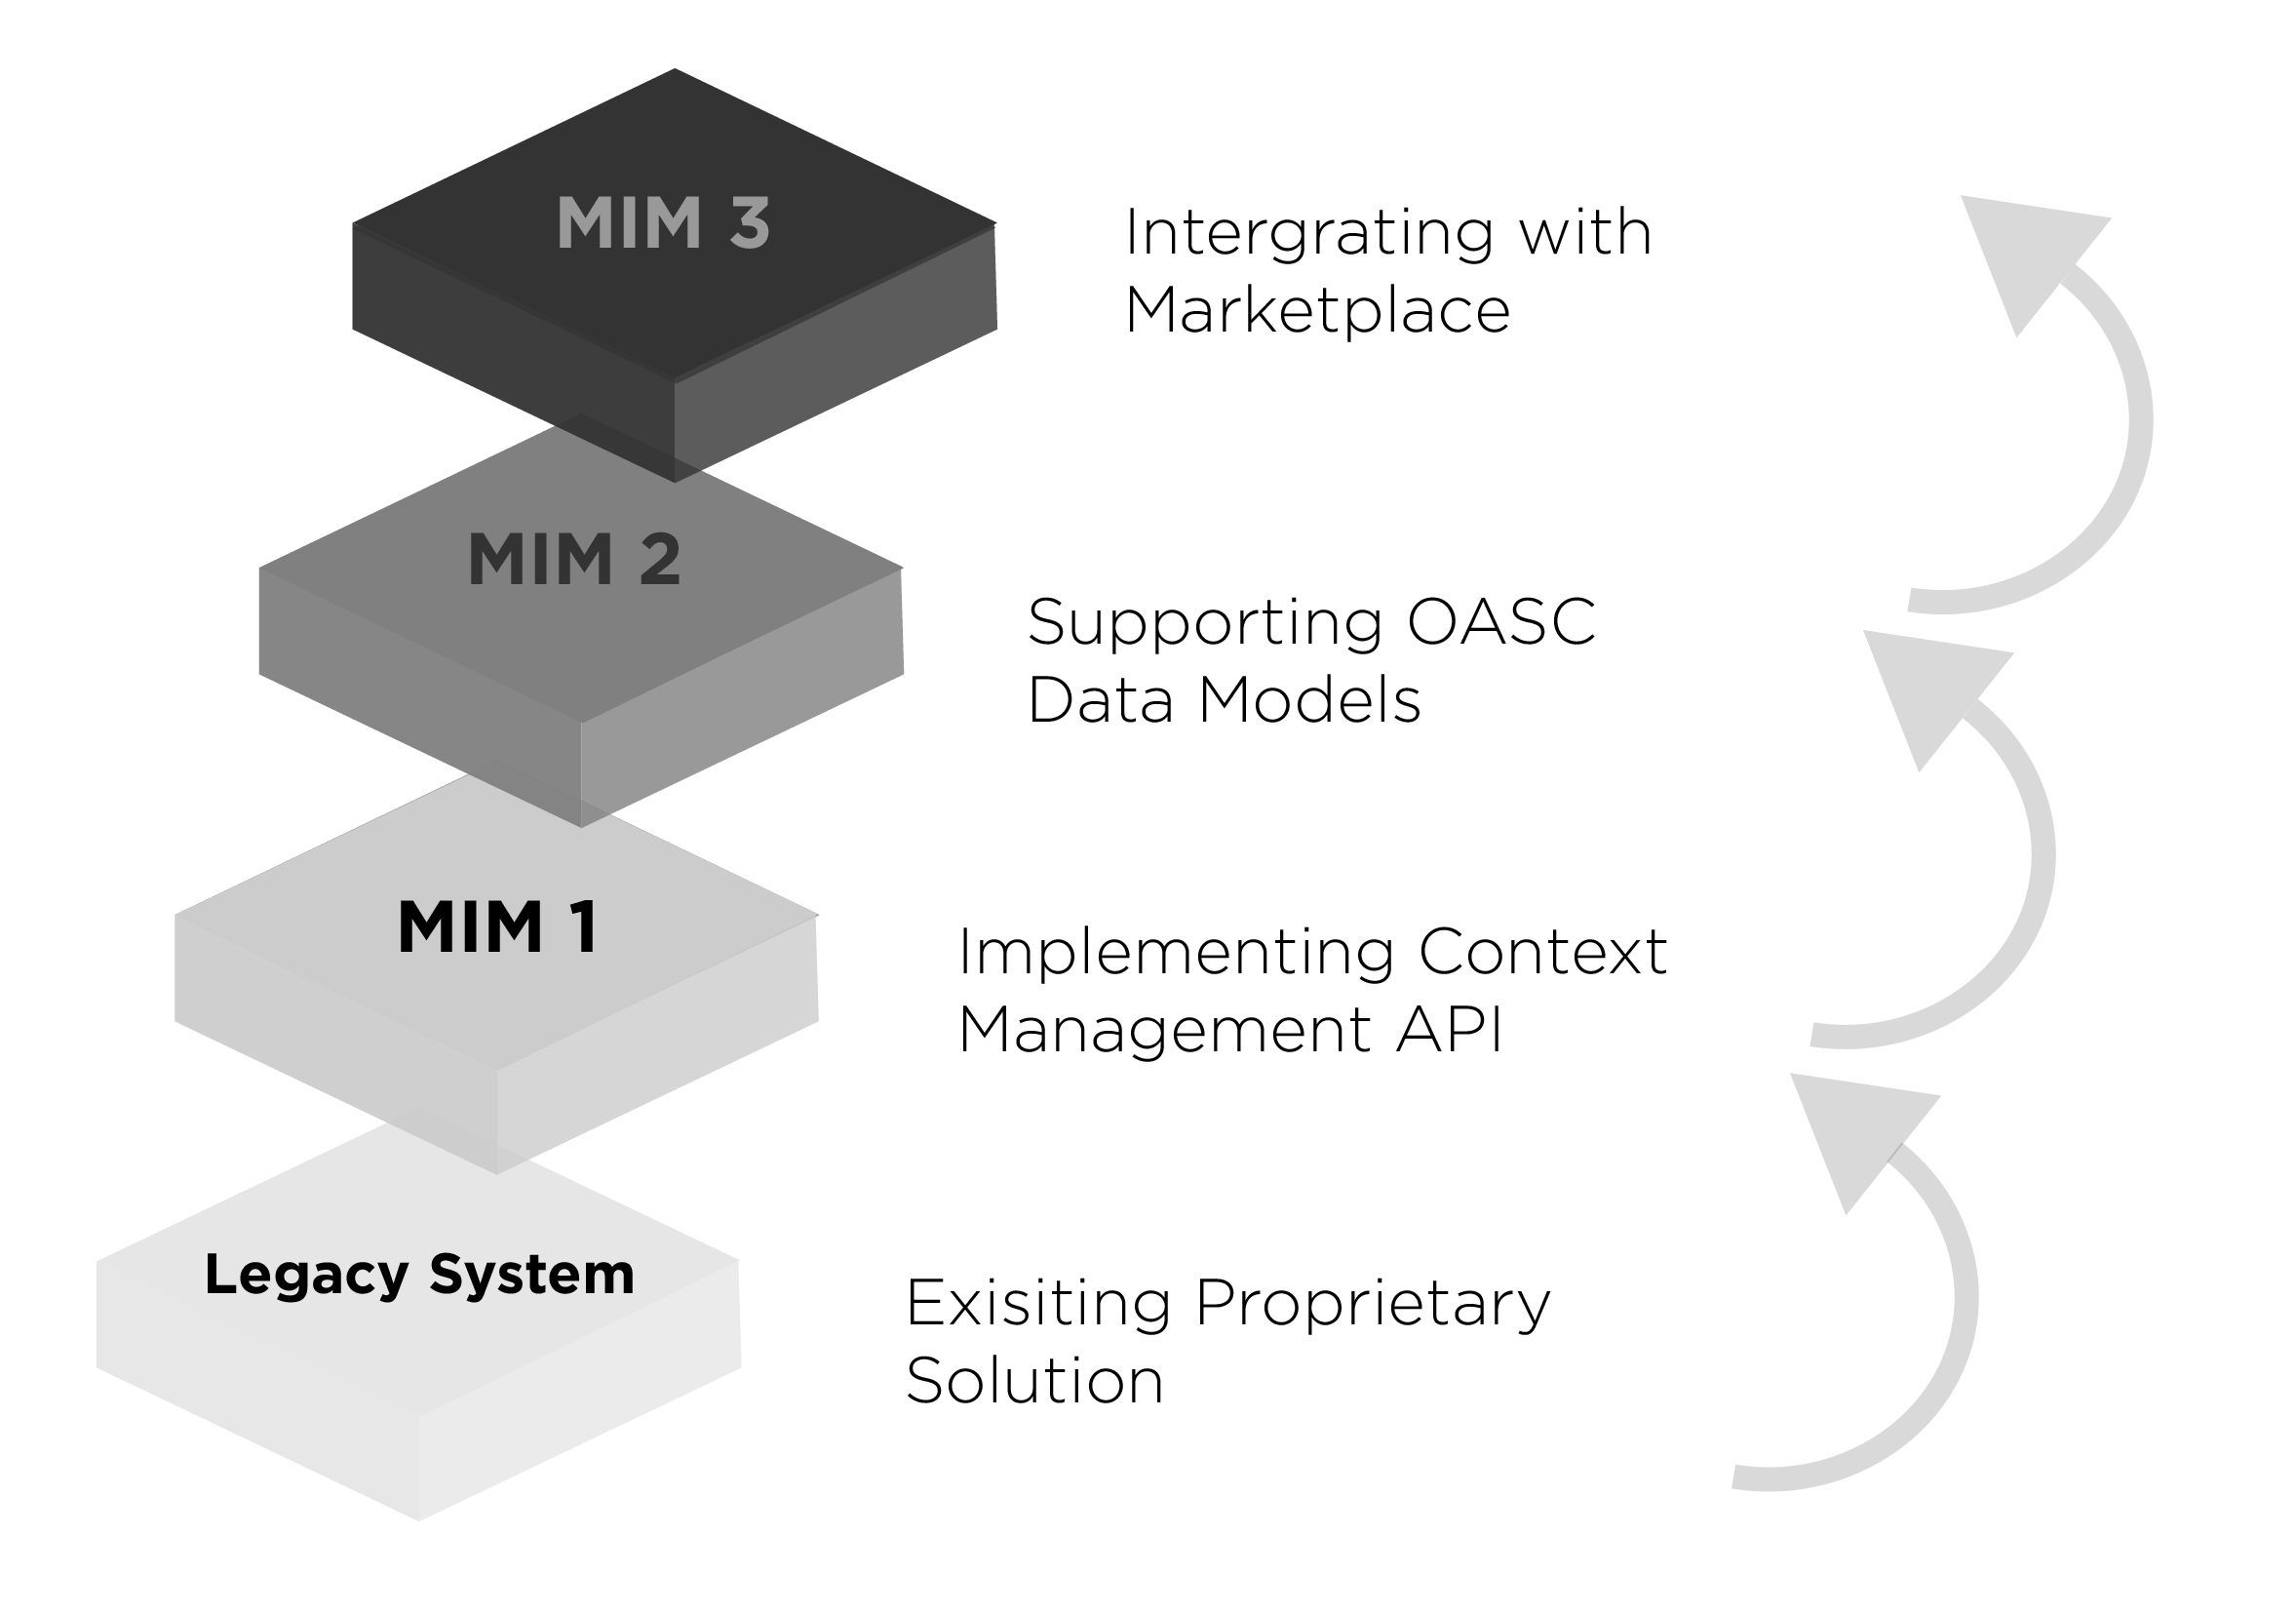 MIM 3
Intergrating with
Marketplace
MIM 2
Supporting OASC
Data Models
MIM 1
Implementing Context
Management API
Legacy System
Exisiting Proprietary
Solution